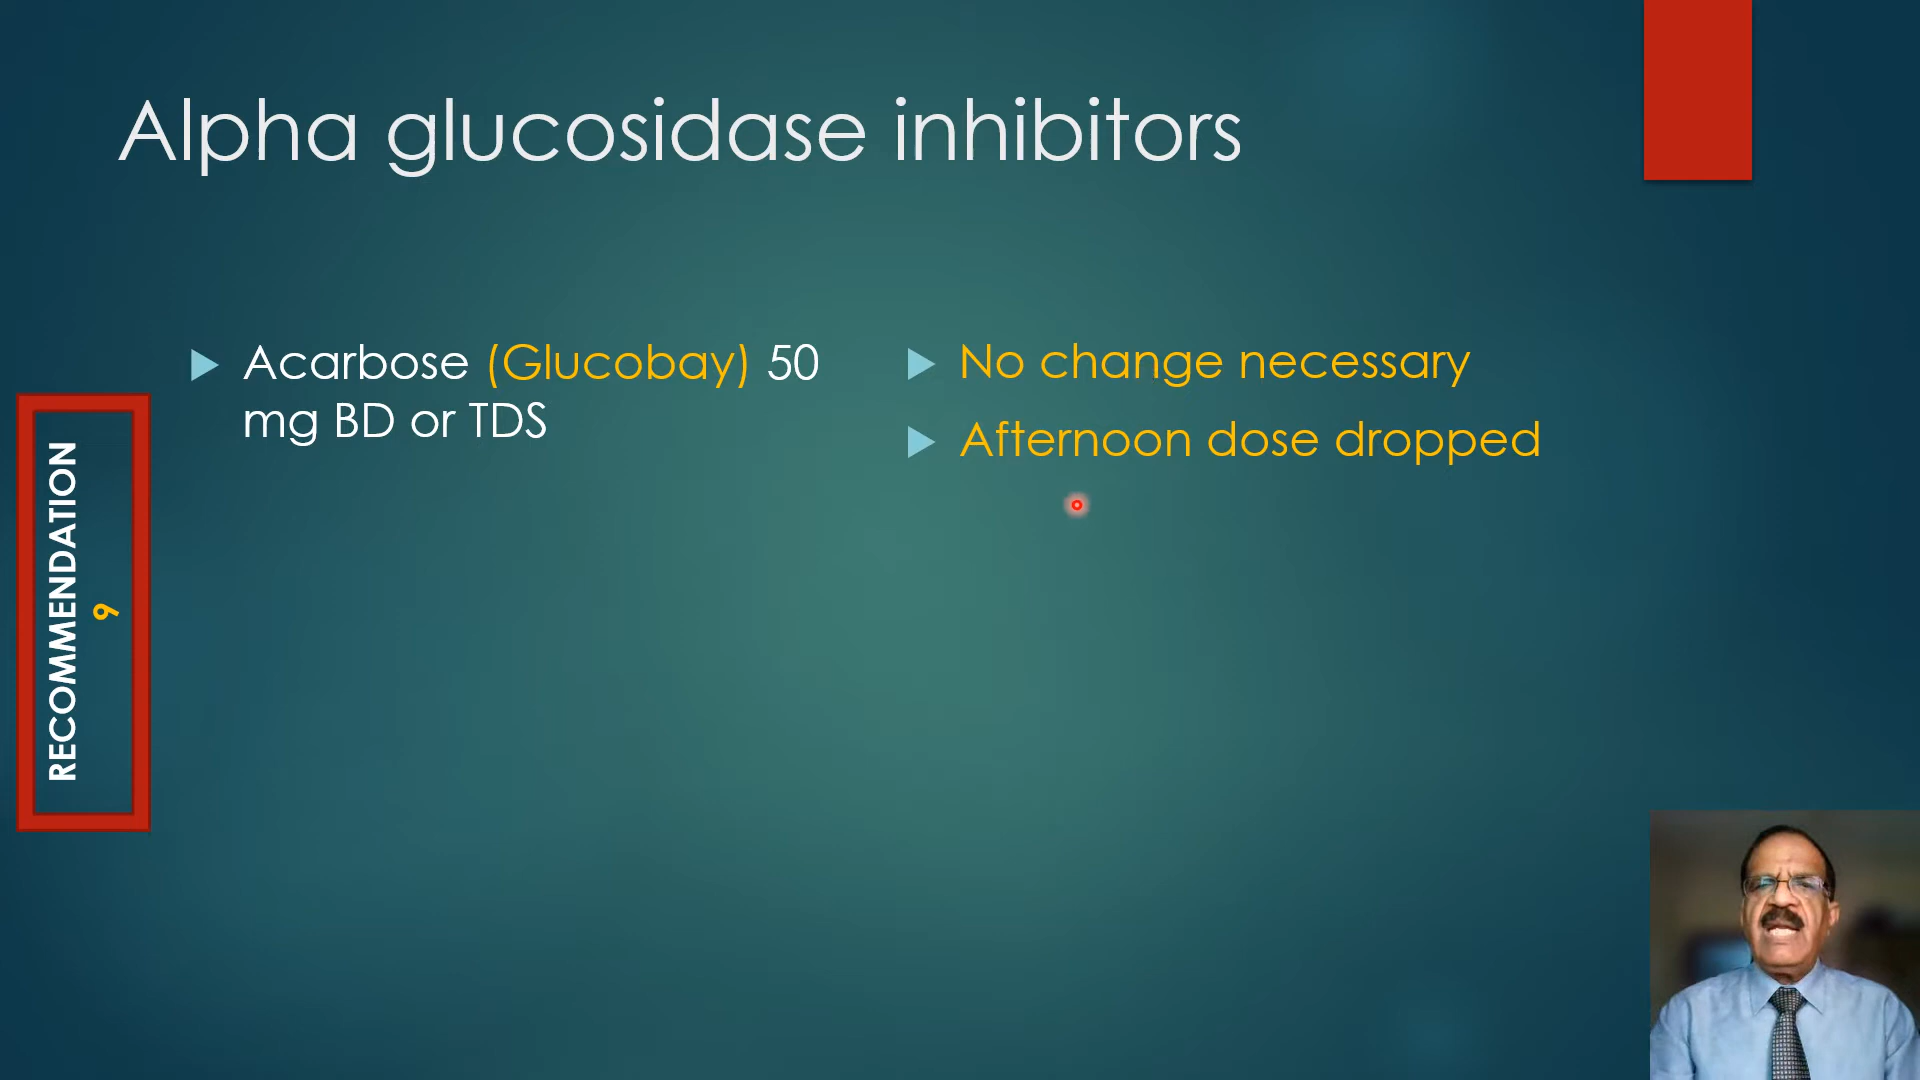 Alpha glucosidase inhibitors
Acarbose (Glucobay) 50
mg BD or TDS
No change necessary
Afternoon dose dropped
RECOMMENDATION
9